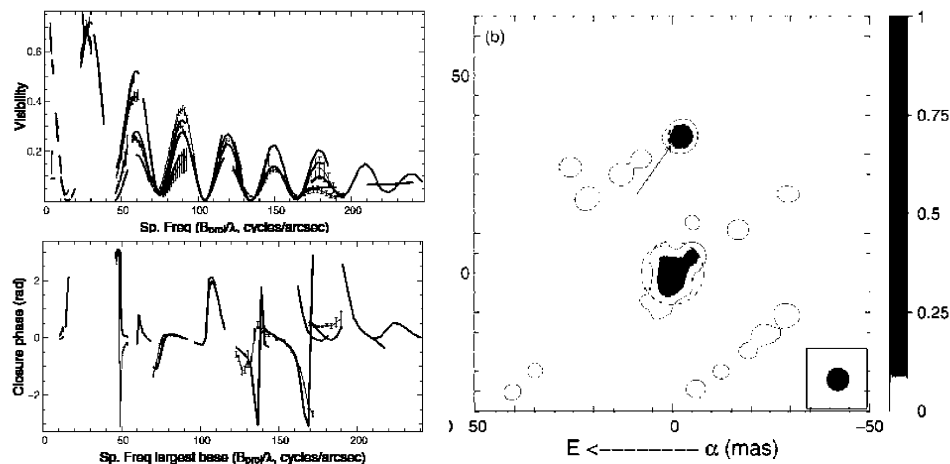 0.6
0.4
0.2
Visibility
0 50 100 150 200
Sp. Freq (B_proj/λ, cycles/arcsec)
2
0
−2
Closure phase (rad)
0 50 100 150 200
Sp. Freq largest base (B_proj/λ, cycles/arcsec)
(b)
50
0
50 0 −50
E <-------- α (mas)
1
0.75
0.5
0.25
0